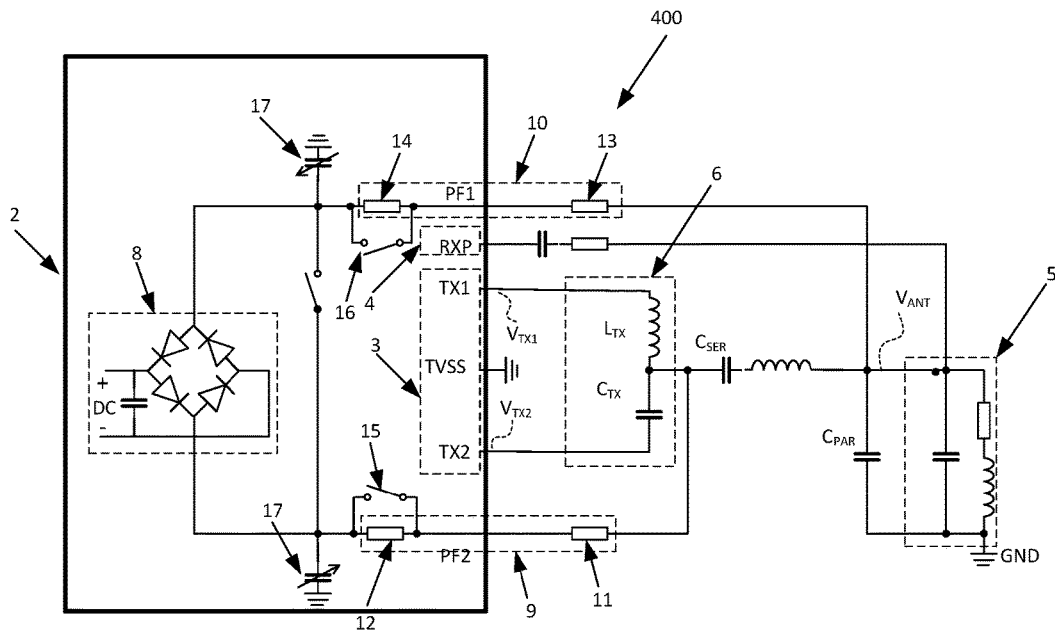 400
17
10
14
13
6
PF1
2
8
RXP
5
16
4
TX1
V_ANT
V_TX1
L_TX
3
C_SER
+
DC
-
TVSS
C_TX
V_TX2
15
C_PAR
TX2
17
PF2
GND
12
9
11